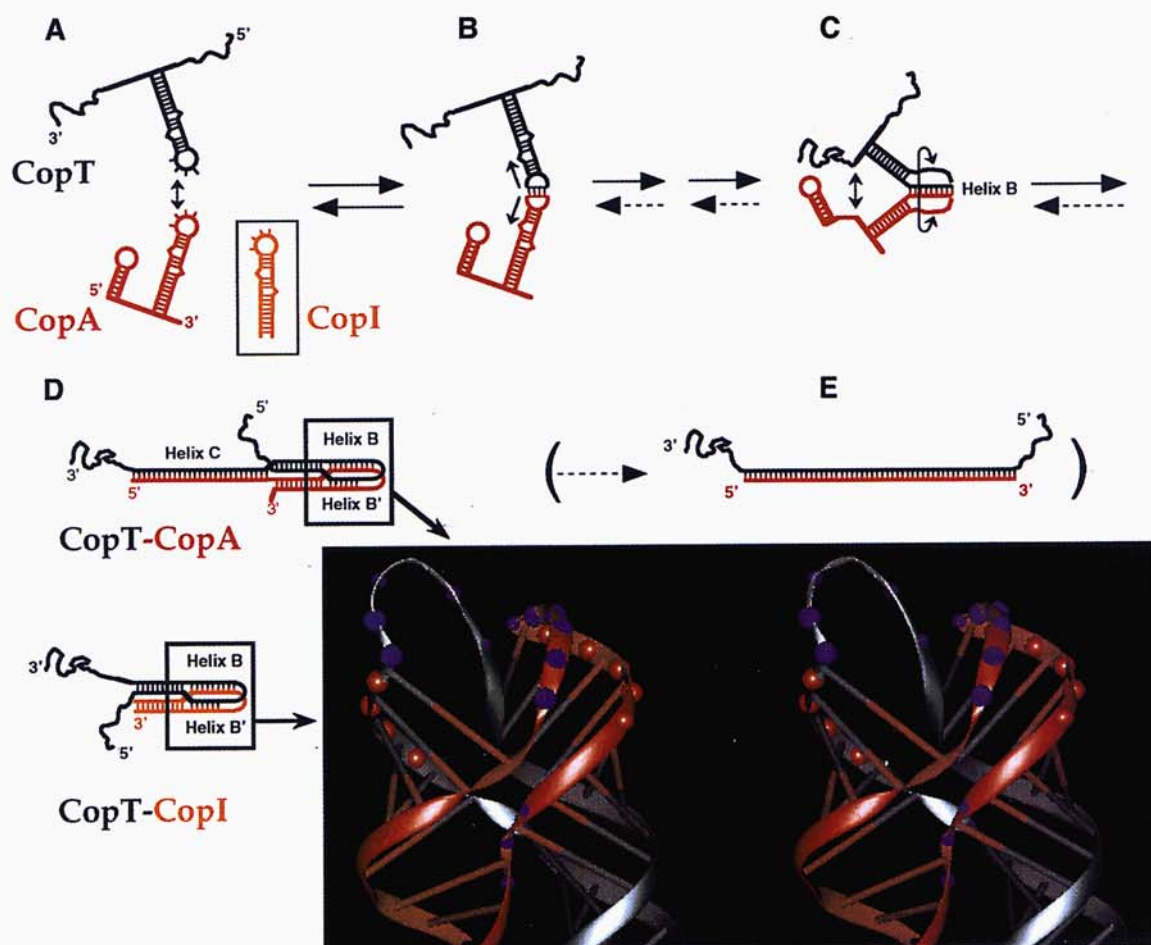 A
5'
3'
CopT
CopA
5'
3'
CopI
B
C
Helix B
D
5'
Helix C
Helix B
3'
5'
3'
Helix B'
CopT-CopA
E
3'
5'
5'
3'
3'
Helix B
3'
Helix B'
5'
CopT-CopI